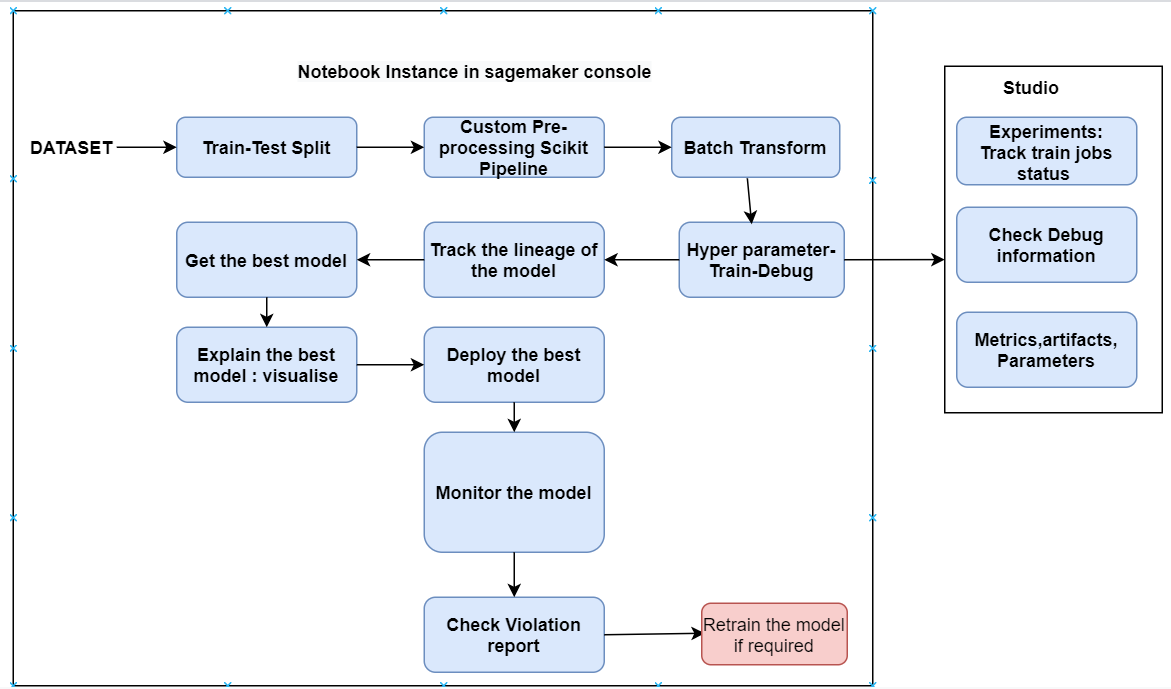 Notebook Instance in sagemaker console
DATASET
Train-Test Split
Custom Pre-
processing Scikit
Pipeline
Batch Transform
Get the best model
Track the lineage of
the model
Hyper parameter-
Train-Debug
Explain the best
model : visualise
Deploy the best
model
Monitor the model
Check Violation
report
Retrain the model
if required
Studio
Experiments:
Track train jobs
status
Check Debug
information
Metrics,artifacts,
Parameters